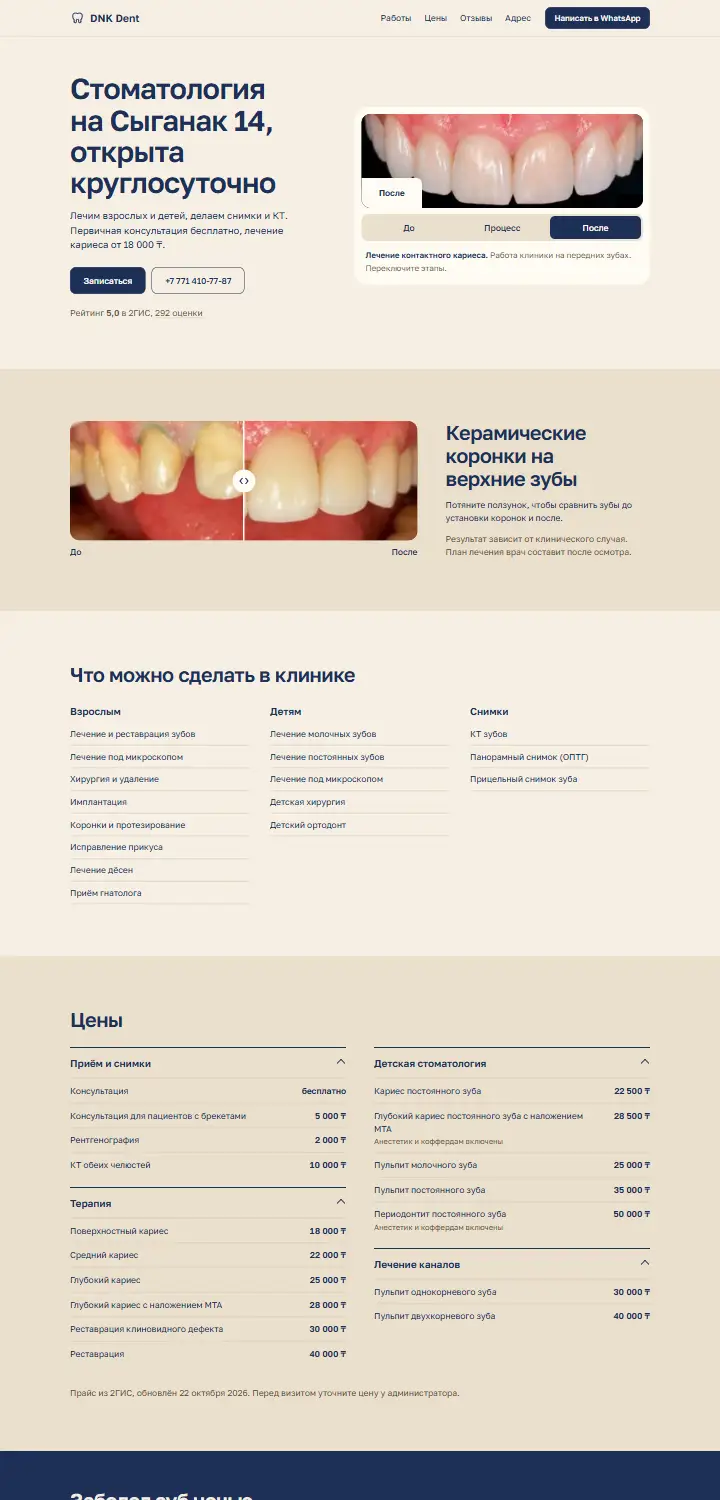 DNK Dent
Работы Цены Отзывы Адрес Написать в WhatsApp
Стоматология
на Сыганак 14,
открыта
круглосуточно
Лечим взрослых и детей, делаем снимки и КТ.
Первичная консультация бесплатно, лечение
кариеса от 18 000 ₸.
Записаться +7 771 410-77-87
Рейтинг 5,0 в 2ГИС, 292 оценки
После
До Процесс После
Лечение контактного кариеса. Работа клиники на передних зубах.
Переключите этапы.
До После
Керамические
коронки на
верхние зубы
Потяните ползунок, чтобы сравнить зубы до
установки коронок и после.
Результат зависит от клинического случая.
План лечения врач составит после осмотра.
Что можно сделать в клинике
Взрослым
Лечение и реставрация зубов
Лечение под микроскопом
Хирургия и удаление
Имплантация
Коронки и протезирование
Исправление прикуса
Лечение дёсен
Приём гнатолога
Детям
Лечение молочных зубов
Лечение постоянных зубов
Лечение под микроскопом
Детская хирургия
Детский ортодонт
Снимки
КТ зубов
Панорамный снимок (ОПТГ)
Прицельный снимок зуба
Цены
Приём и снимки
Консультация бесплатно
Консультация для пациентов с брекетами 5 000 ₸
Рентгенография 2 000 ₸
КТ обеих челюстей 10 000 ₸
Терапия
Поверхностный кариес 18 000 ₸
Средний кариес 22 000 ₸
Глубокий кариес 25 000 ₸
Глубокий кариес с наложением МТА 28 000 ₸
Реставрация клиновидного дефекта 30 000 ₸
Реставрация 40 000 ₸
Детская стоматология
Кариес постоянного зуба 22 500 ₸
Глубокий кариес постоянного зуба с наложением 28 500 ₸
МТА
Анестетик и коффердам включены
Пульпит молочного зуба 25 000 ₸
Пульпит постоянного зуба 35 000 ₸
Периодонтит постоянного зуба 50 000 ₸
Анестетик и коффердам включены
Лечение каналов
Пульпит однокорневого зуба 30 000 ₸
Пульпит двухкорневого зуба 40 000 ₸
Прайс из 2ГИС, обновлён 22 октября 2026. Перед визитом уточните цену у администратора.